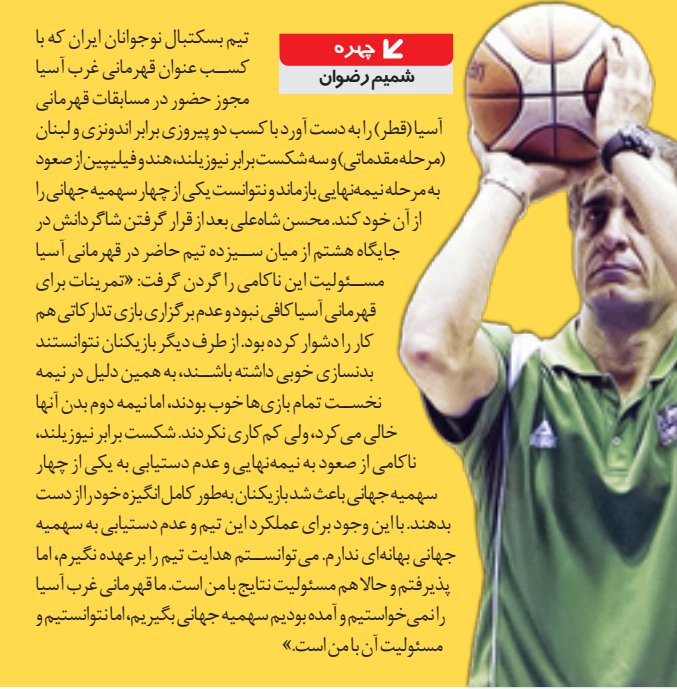 چهره
شمیم رضوان
تیم بسکتبال نوجوانان ایران که با
کسب عنوان قهرمانی غرب آسیا
مجوز حضور در مسابقات قهرمانی
آسیا (قطر) را به دست آورد با کسب دو پیروزی برابر اندونزی و لبنان
(مرحله مقدماتی) و سه شکست برابر نیوزیلند، هند و فیلیپین از صعود
به مرحله نیمه‌نهایی بازماند و نتوانست یکی از چهار سهمیه جهانی را
از آن خود کند. محسن شاه‌علی بعد از قرار گرفتن شاگردانش در
جایگاه هشتم از میان سیزده تیم حاضر در قهرمانی آسیا
مسئولیت این ناکامی را گردن گرفت: «تمرینات برای
قهرمانی آسیا کافی نبود و عدم برگزاری بازی تدارکاتی هم
کار را دشوار کرده بود. از طرف دیگر بازیکنان نتوانستند
بدنسازی خوبی داشته باشند، به همین دلیل در نیمه
نخست تمام بازی‌ها خوب بودند، اما نیمه دوم بدن آنها
خالی می‌کرد، ولی کم کاری نکردند. شکست برابر نیوزیلند،
ناکامی از صعود به نیمه‌نهایی و عدم دستیابی به یکی از چهار
سهمیه جهانی باعث شد بازیکنان به‌طور کامل انگیزه خود را از دست
بدهند. با این وجود برای عملکرد این تیم و عدم دستیابی به سهمیه
جهانی بهانه‌ای ندارم. می‌توانستم هدایت تیم را برعهده نگیرم، اما
پذیرفتم و حالا هم مسئولیت نتایج با من است. ما قهرمانی غرب آسیا
را نمی‌خواستیم و آمده بودیم سهمیه جهانی بگیریم، اما نتوانستیم و
مسئولیت آن با من است.»